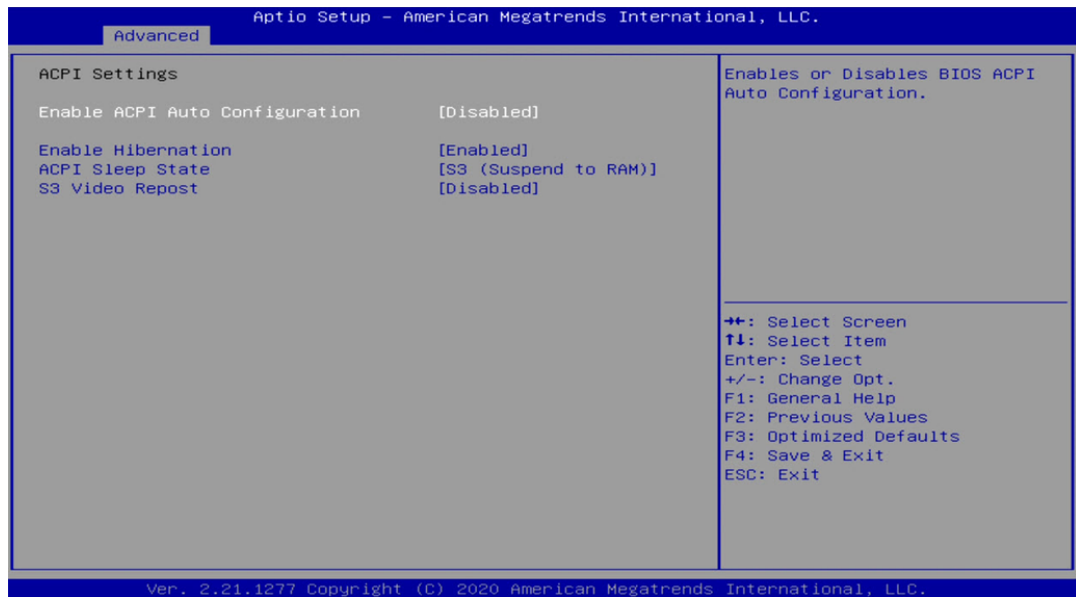 Aptio Setup – American Megatrends International, LLC.
Advanced
ACPI Settings
Enable ACPI Auto Configuration [Disabled]
Enable Hibernation [Enabled]
ACPI Sleep State [S3 (Suspend to RAM)]
S3 Video Repost [Disabled]
Enables or Disables BIOS ACPI
Auto Configuration.
→←: Select Screen
↑↓: Select Item
Enter: Select
+/-: Change Opt.
F1: General Help
F2: Previous Values
F3: Optimized Defaults
F4: Save & Exit
ESC: Exit
Ver. 2.21.1277 Copyright (C) 2020 American Megatrends International, LLC.